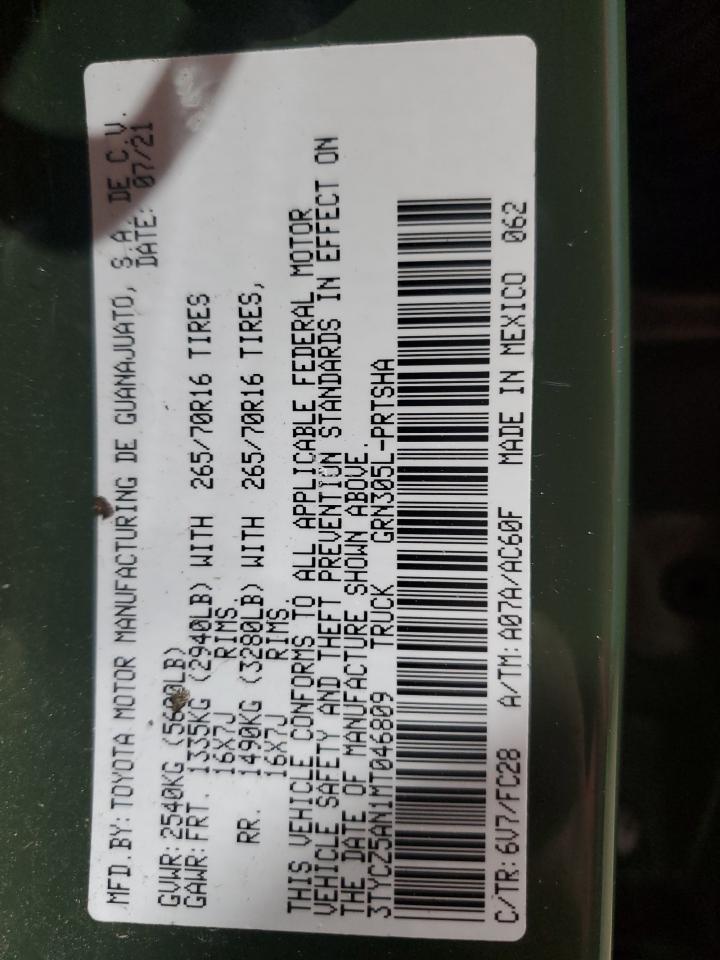 MFD.BY: TOYOTA MOTOR MANUFACTURING DE GUANAJUATO, S.A. DE C.V.
DATE: 07/21
GVWR: 2540KG (5600LB)
GAWR: FRT. 1335KG (2940LB) WITH 265/70R16 TIRES
16X7J RIMS.
RR. 1490KG (3280LB) WITH 265/70R16 TIRES,
16X7J RIMS.
THIS VEHICLE CONFORMS TO ALL APPLICABLE FEDERAL MOTOR
VEHICLE SAFETY AND THEFT PREVENTION STANDARDS IN EFFECT ON
THE DATE OF MANUFACTURE SHOWN ABOVE.
3TYCZ5AN1MT046809 TRUCK GRN305L-PRTSHA
C/TR: 6V7/FC28 A/TM: A07A/AC60F MADE IN MEXICO 062